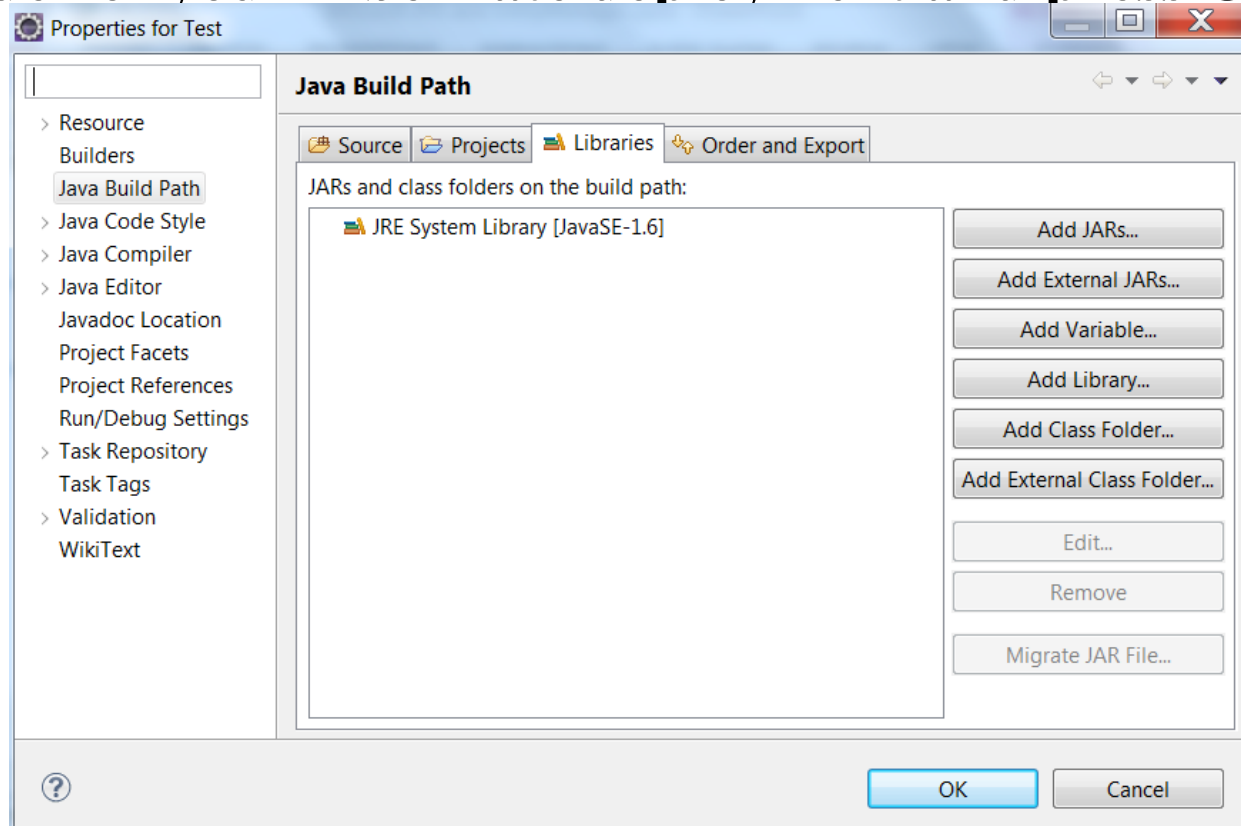 Properties for Test
Java Build Path
Resource
Builders
Java Build Path
Java Code Style
Java Compiler
Java Editor
Javadoc Location
Project Facets
Project References
Run/Debug Settings
Task Repository
Task Tags
Validation
WikiText
Source Projects Libraries Order and Export
JARs and class folders on the build path:
JRE System Library [JavaSE-1.6]
Add JARs...
Add External JARs...
Add Variable...
Add Library...
Add Class Folder...
Add External Class Folder...
Edit...
Remove
Migrate JAR File...
OK
Cancel